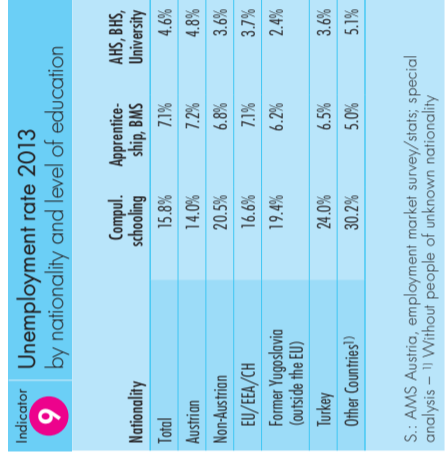 Indicator
9
Unemployment rate 2013
by nationality and level of education
Nationality Compul. schooling Apprentice-ship, BMS AHS, BHS, University
Total 15.8% 7.1% 4.6%
Austrian 14.0% 7.2% 4.8%
Non-Austrian 20.5% 6.8% 3.6%
EU/EEA/CH 16.6% 7.1% 3.7%
Former Yugoslavia (outside the EU) 19.4% 6.2% 2.4%
Turkey 24.0% 6.5% 3.6%
Other Countries¹⁾ 30.2% 5.0% 5.1%
S.: AMS Austria, employment market survey/stats; special
analysis – ¹⁾ Without people of unknown nationality